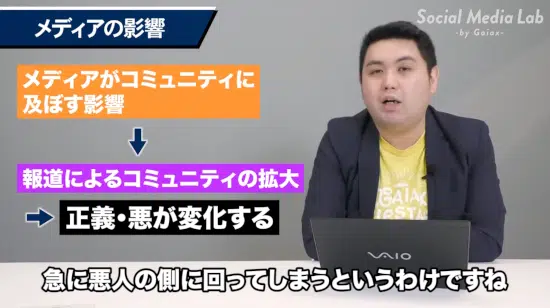 メディアの影響
Social Media Lab
-by Gaiax-
メディアがコミュニティに
及ぼす影響
報道によるコミュニティの拡大
正義・悪が変化する
GAIAX
VAIO
急に悪人の側に回ってしまうというわけですね